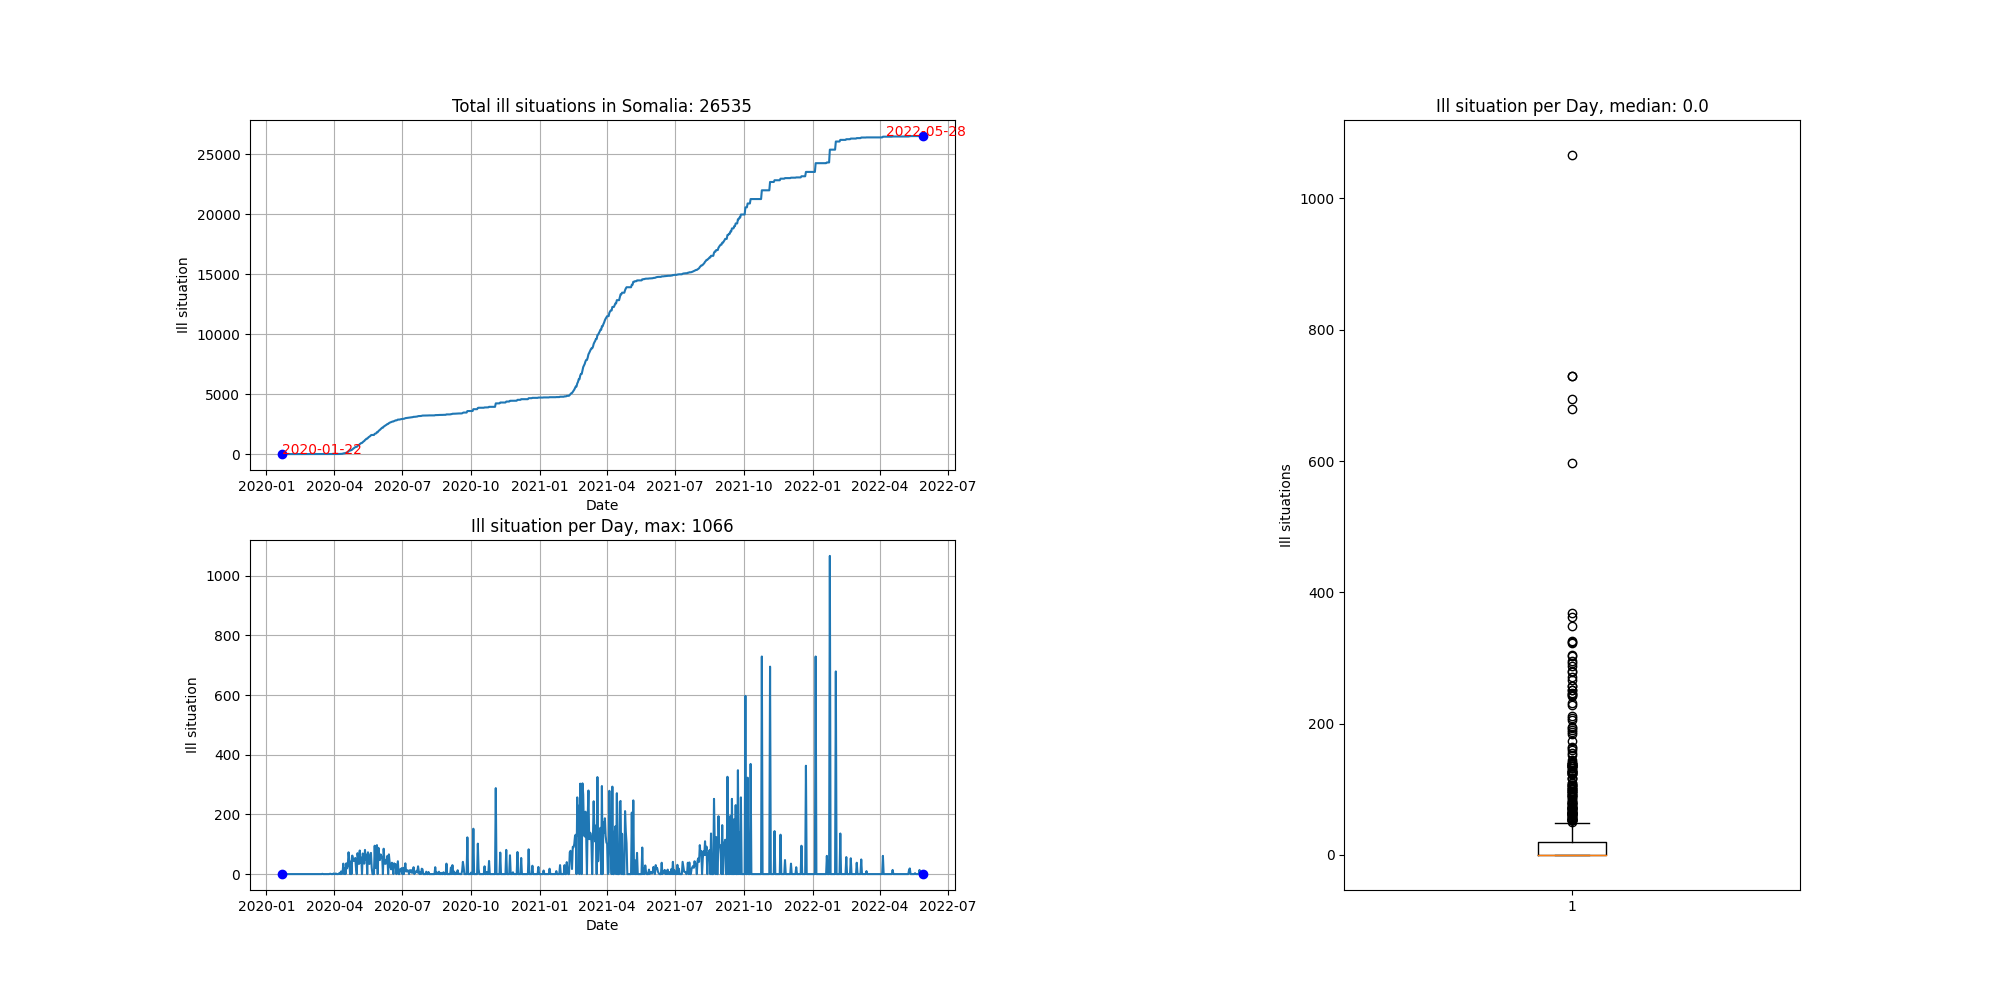 Total ill situations in Somalia: 26535
Ill situation
25000
20000
15000
10000
5000
0
2020-01-22
2022-05-28
2020-01 2020-04 2020-07 2020-10 2021-01 2021-04 2021-07 2021-10 2022-01 2022-04 2022-07
Date
Ill situation per Day, max: 1066
Ill situation
1000
800
600
400
200
0
2020-01 2020-04 2020-07 2020-10 2021-01 2021-04 2021-07 2021-10 2022-01 2022-04 2022-07
Date
Ill situation per Day, median: 0.0
Ill situations
1000
800
600
400
200
0
1